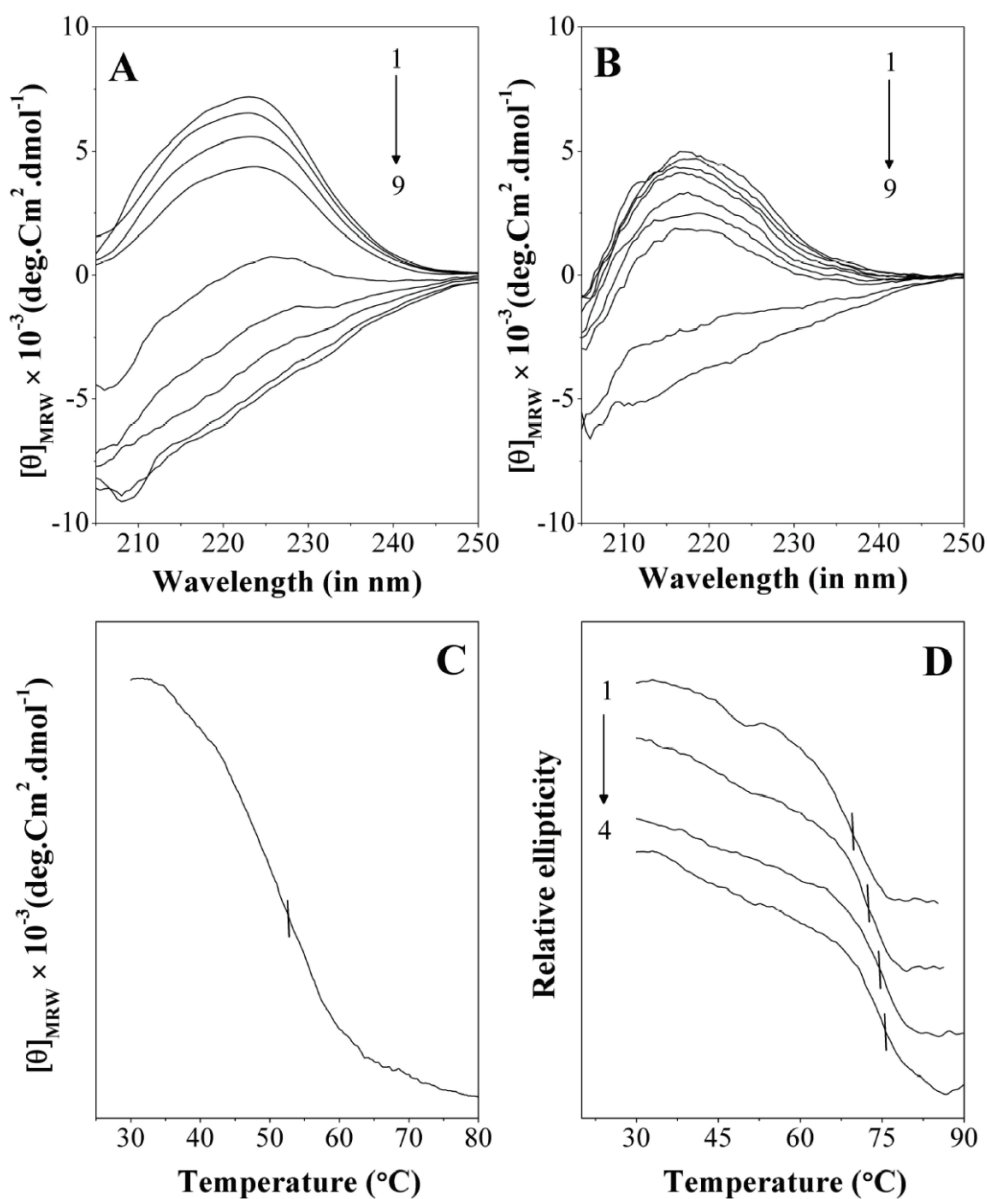 A
10
5
0
-5
-10
[θ]MRW × 10⁻³ (deg.Cm².dmol⁻¹)
1
9
210 220 230 240 250
Wavelength (in nm)
B
10
5
0
-5
-10
[θ]MRW × 10⁻³ (deg.Cm².dmol⁻¹)
1
9
210 220 230 240 250
Wavelength (in nm)
C
[θ]MRW × 10⁻³ (deg.Cm².dmol⁻¹)
30 40 50 60 70 80
Temperature (°C)
D
Relative ellipticity
1
4
30 45 60 75 90
Temperature (°C)